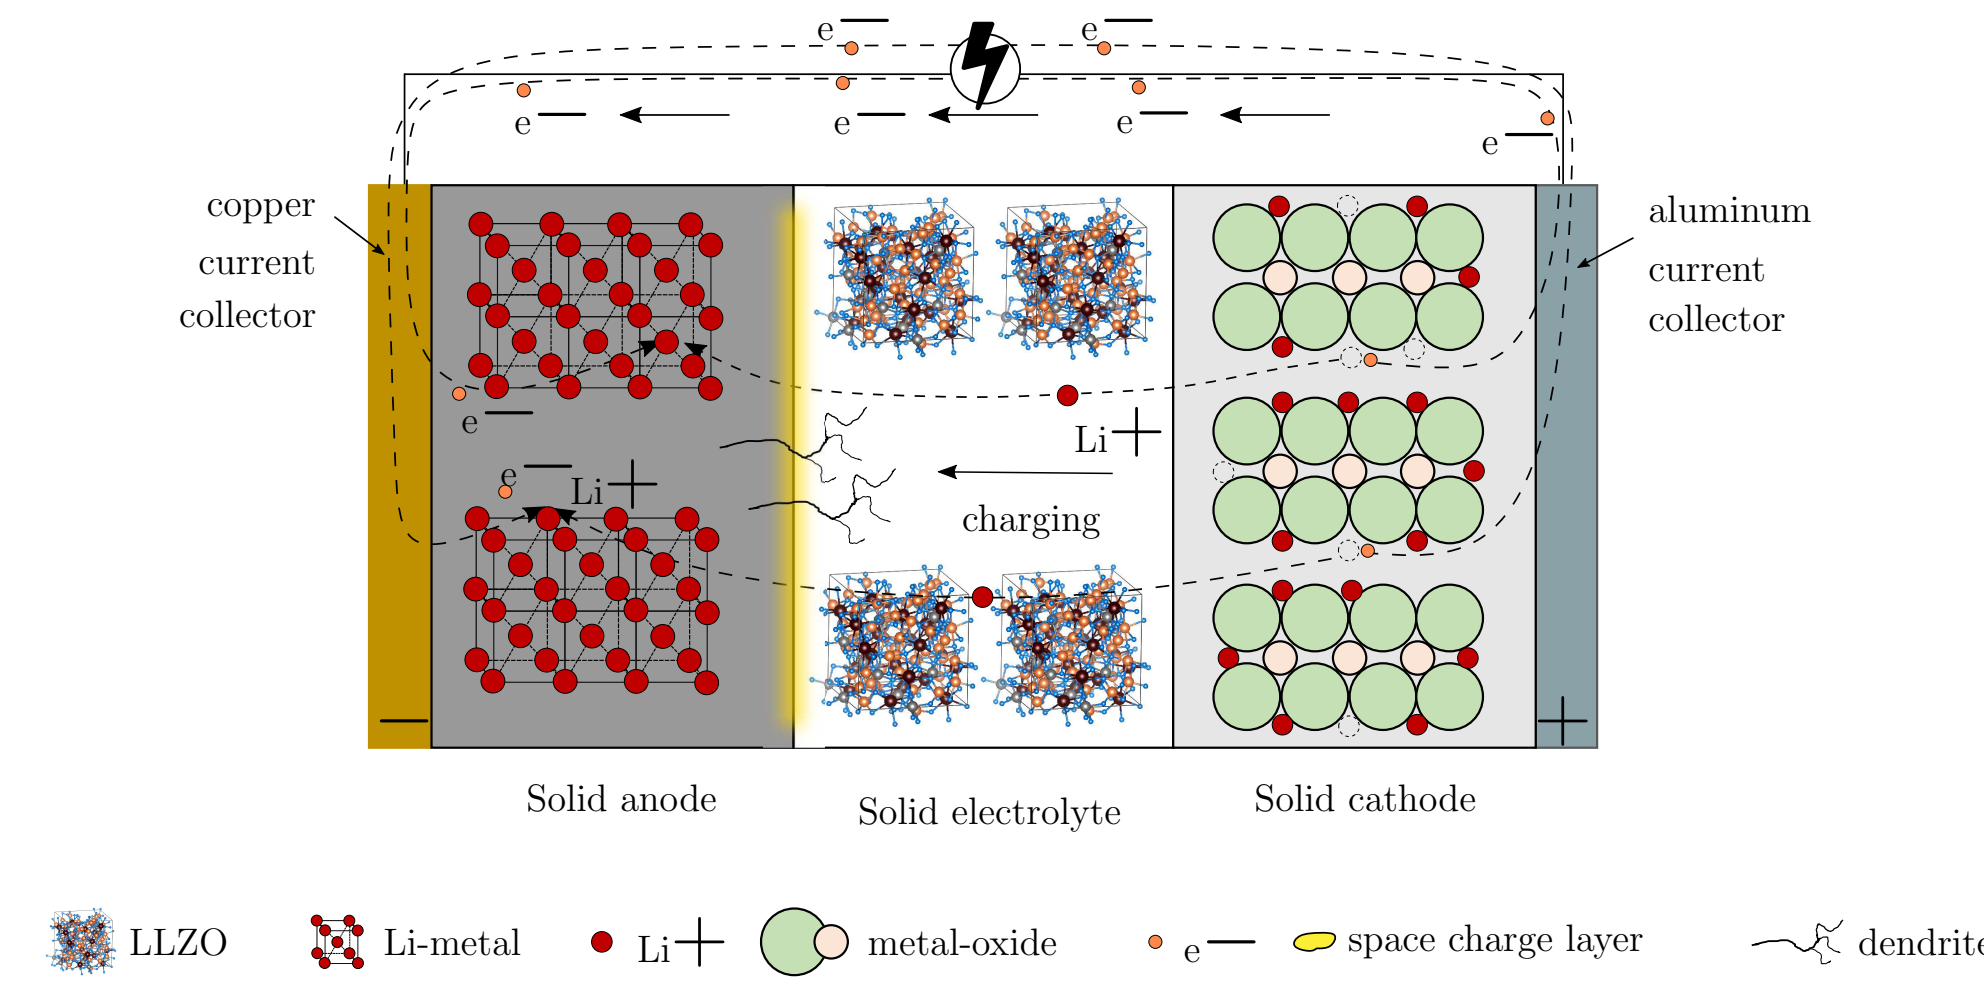 e−
e−
e−
e−
e−
e−
copper
current
collector
aluminum
current
collector
e−
Li+
e−
Li+
charging
−
+
Solid anode
Solid electrolyte
Solid cathode
LLZO
Li-metal
Li+
metal-oxide
e−
space charge layer
dendrite